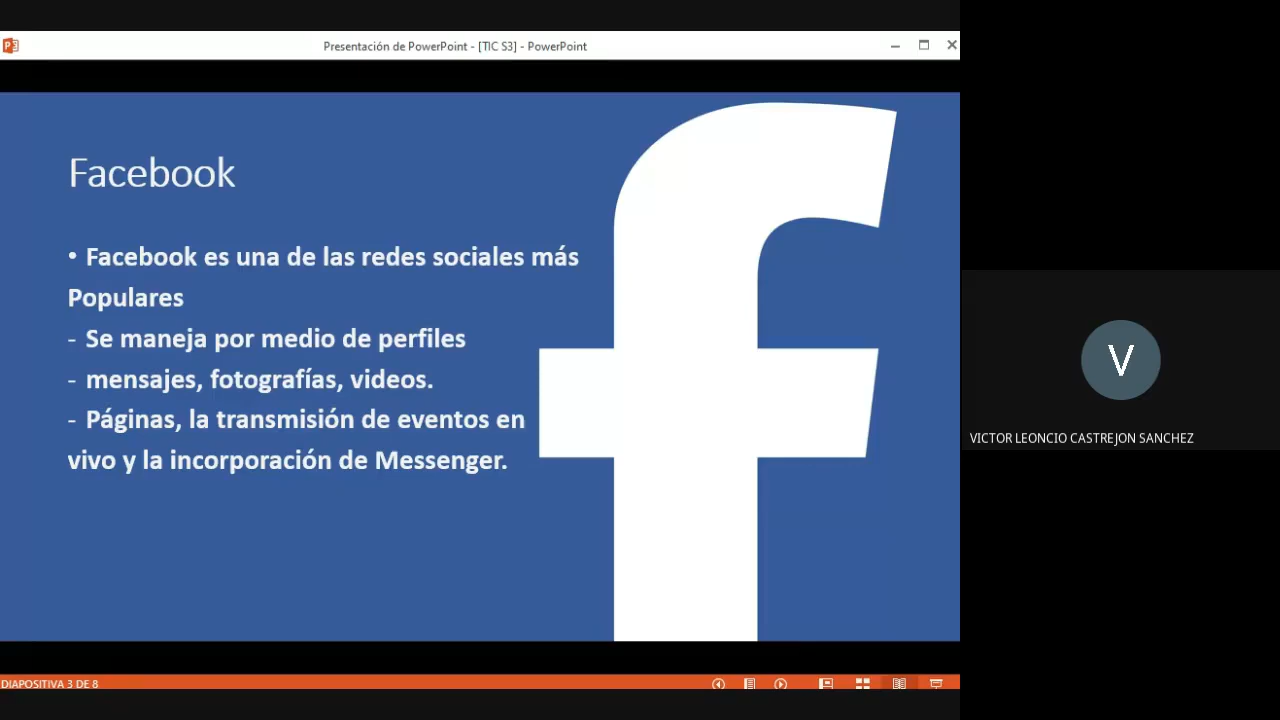 Presentación de PowerPoint - [TIC S3] - PowerPoint
Facebook
• Facebook es una de las redes sociales más
Populares
- Se maneja por medio de perfiles
- mensajes, fotografías, videos.
- Páginas, la transmisión de eventos en
vivo y la incorporación de Messenger.
V
VICTOR LEONCIO CASTREJON SANCHEZ
DIAPOSITIVA 3 DE 8